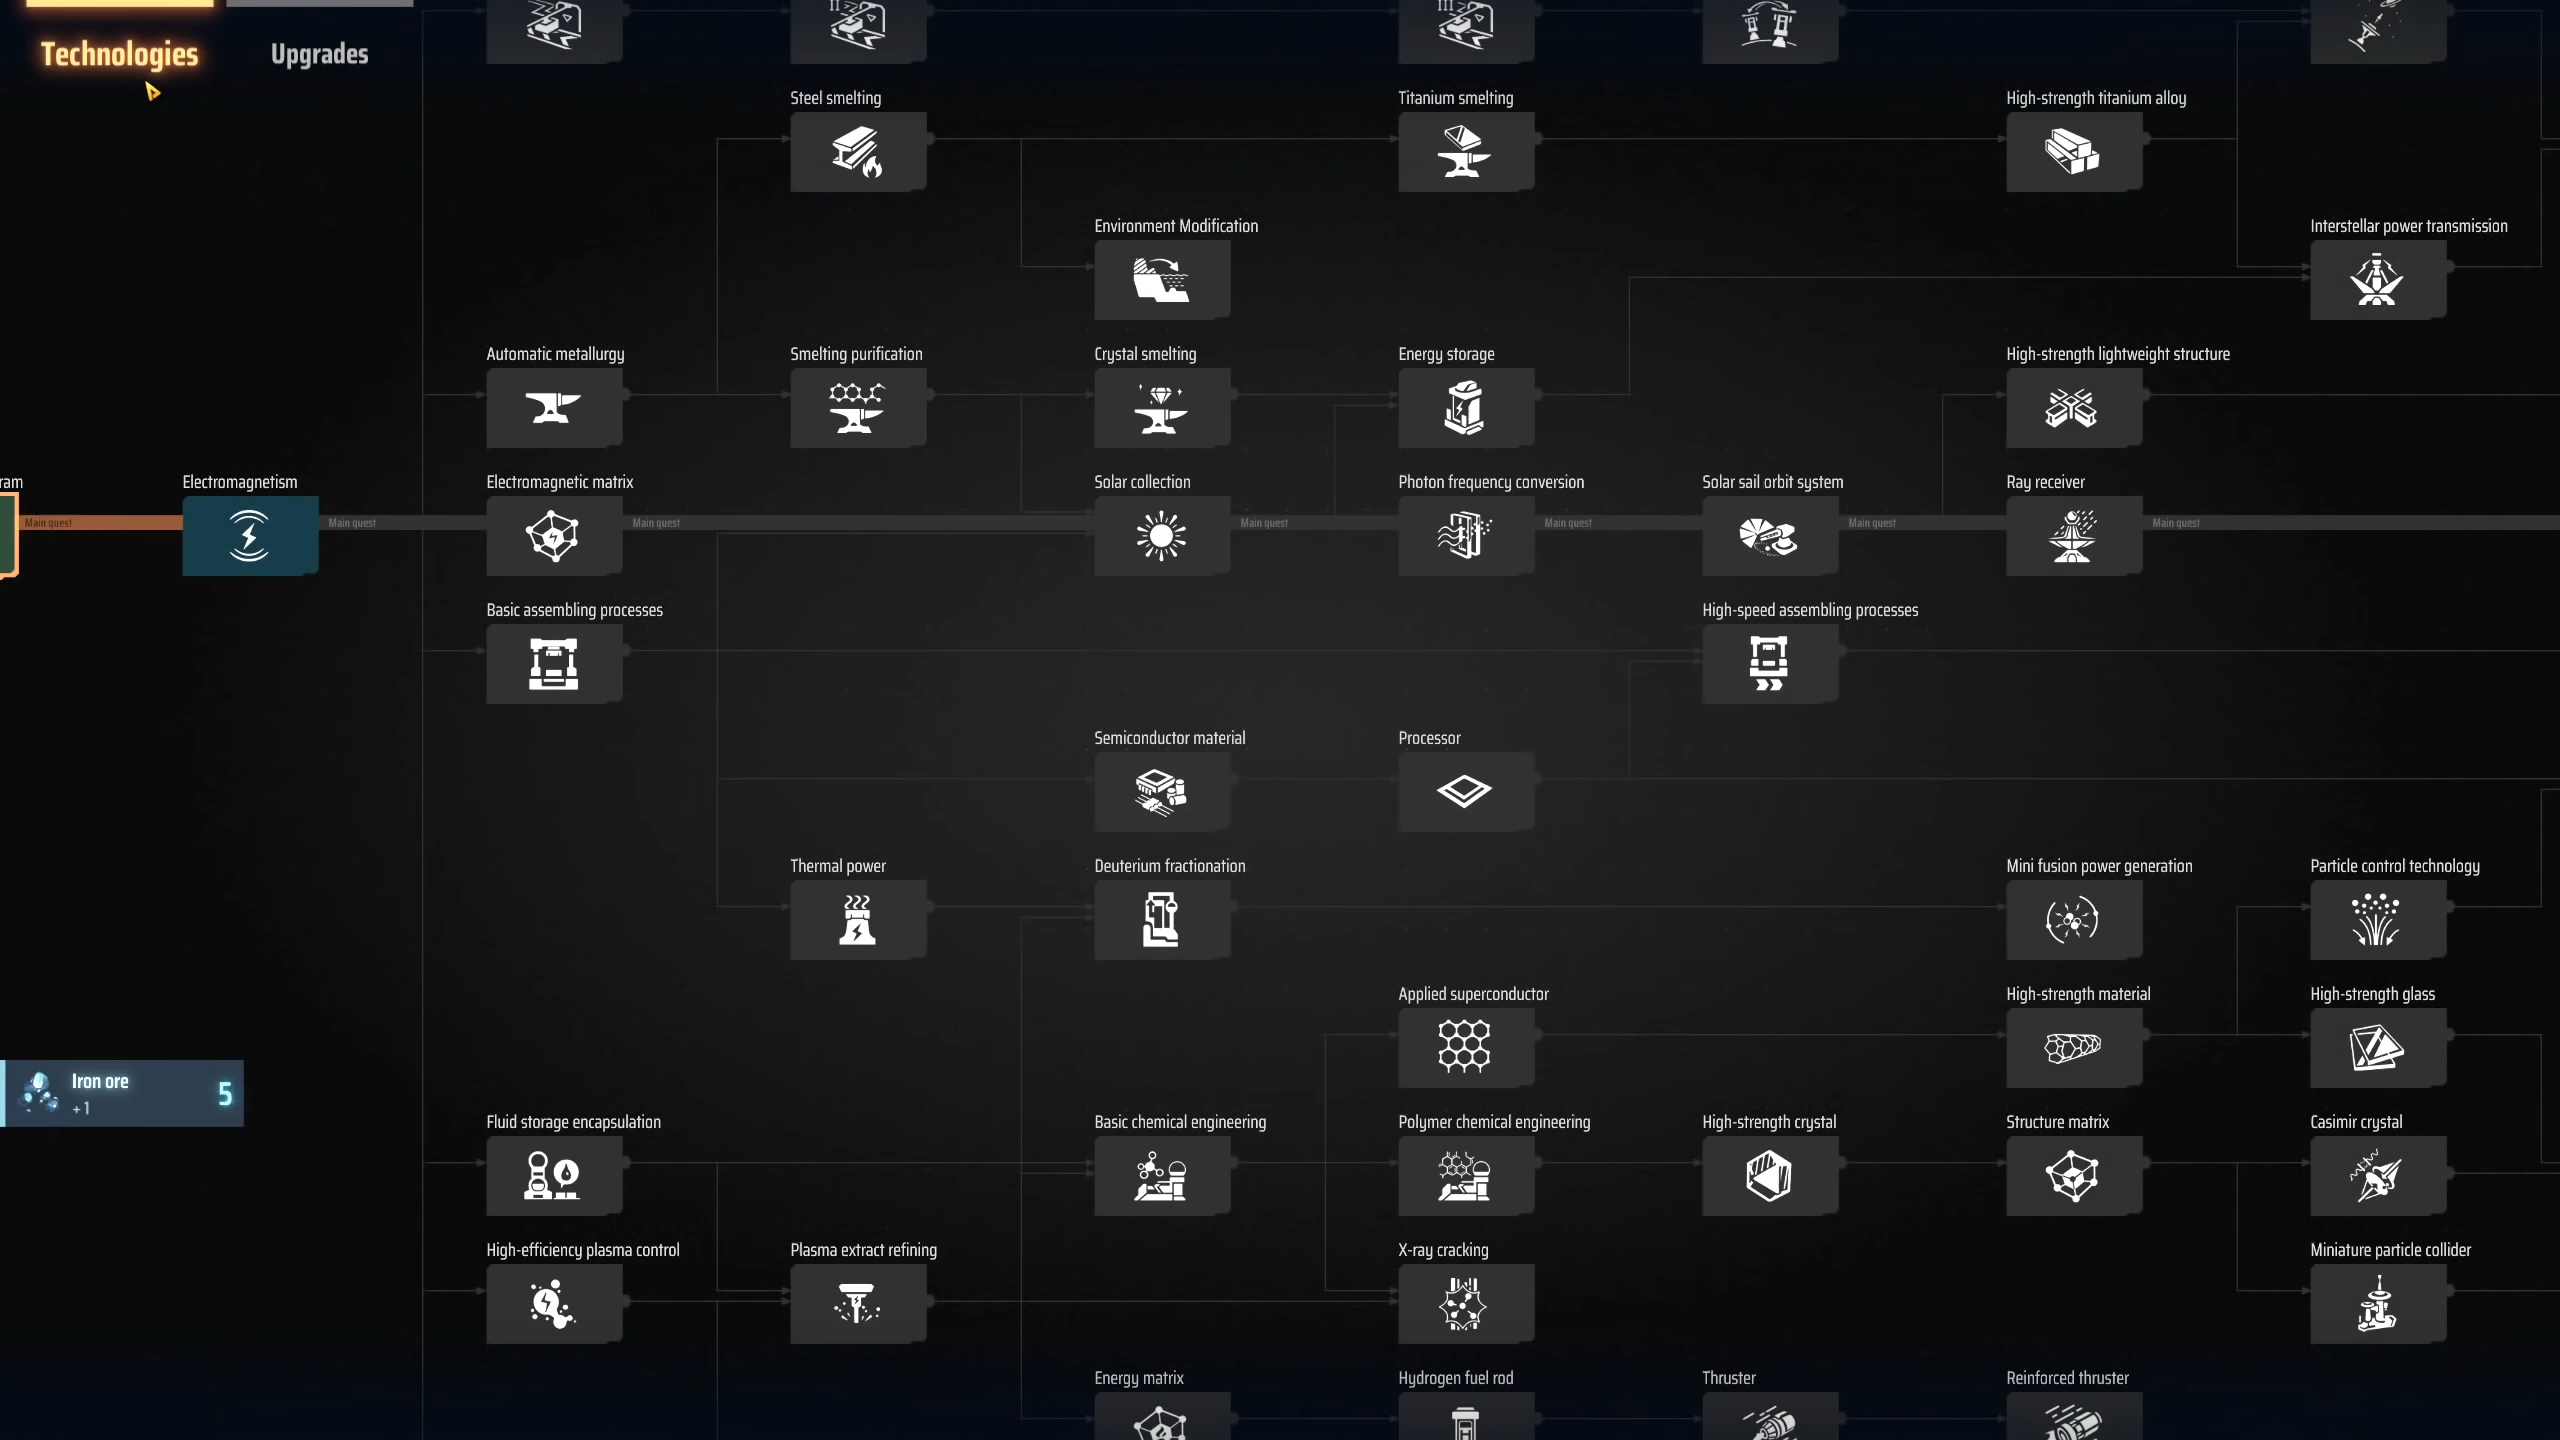 Technologies
Upgrades
II
III
Steel smelting
Titanium smelting
High-strength titanium alloy
Environment Modification
Interstellar power transmission
Automatic metallurgy
Smelting purification
Crystal smelting
Energy storage
High-strength lightweight structure
ram
Electromagnetism
Electromagnetic matrix
Solar collection
Photon frequency conversion
Solar sail orbit system
Ray receiver
Main quest
Main quest
Main quest
Main quest
Main quest
Main quest
Main quest
Basic assembling processes
High-speed assembling processes
Semiconductor material
Processor
Thermal power
Deuterium fractionation
Mini fusion power generation
Particle control technology
Applied superconductor
High-strength material
High-strength glass
Iron ore
+1
5
Fluid storage encapsulation
Basic chemical engineering
Polymer chemical engineering
High-strength crystal
Structure matrix
Casimir crystal
High-efficiency plasma control
Plasma extract refining
X-ray cracking
Miniature particle collider
Energy matrix
Hydrogen fuel rod
Thruster
Reinforced thruster